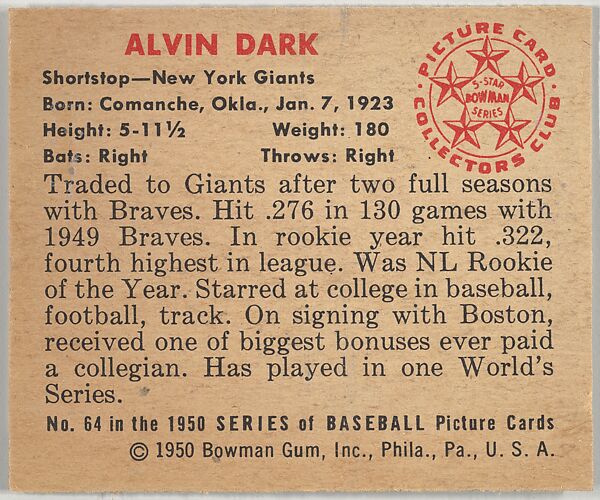 ALVIN DARK
Shortstop—New York Giants
Born: Comanche, Okla., Jan. 7, 1923
Height: 5-11½ Weight: 180
Bats: Right Throws: Right
· PICTURE CARD ·
COLLECTORS CLUB
5-STAR
BOWMAN
SERIES
Traded to Giants after two full seasons
with Braves. Hit .276 in 130 games with
1949 Braves. In rookie year hit .322,
fourth highest in league. Was NL Rookie
of the Year. Starred at college in baseball,
football, track. On signing with Boston,
received one of biggest bonuses ever paid
a collegian. Has played in one World's
Series.
No. 64 in the 1950 SERIES of BASEBALL Picture Cards
© 1950 Bowman Gum, Inc., Phila., Pa., U. S. A.